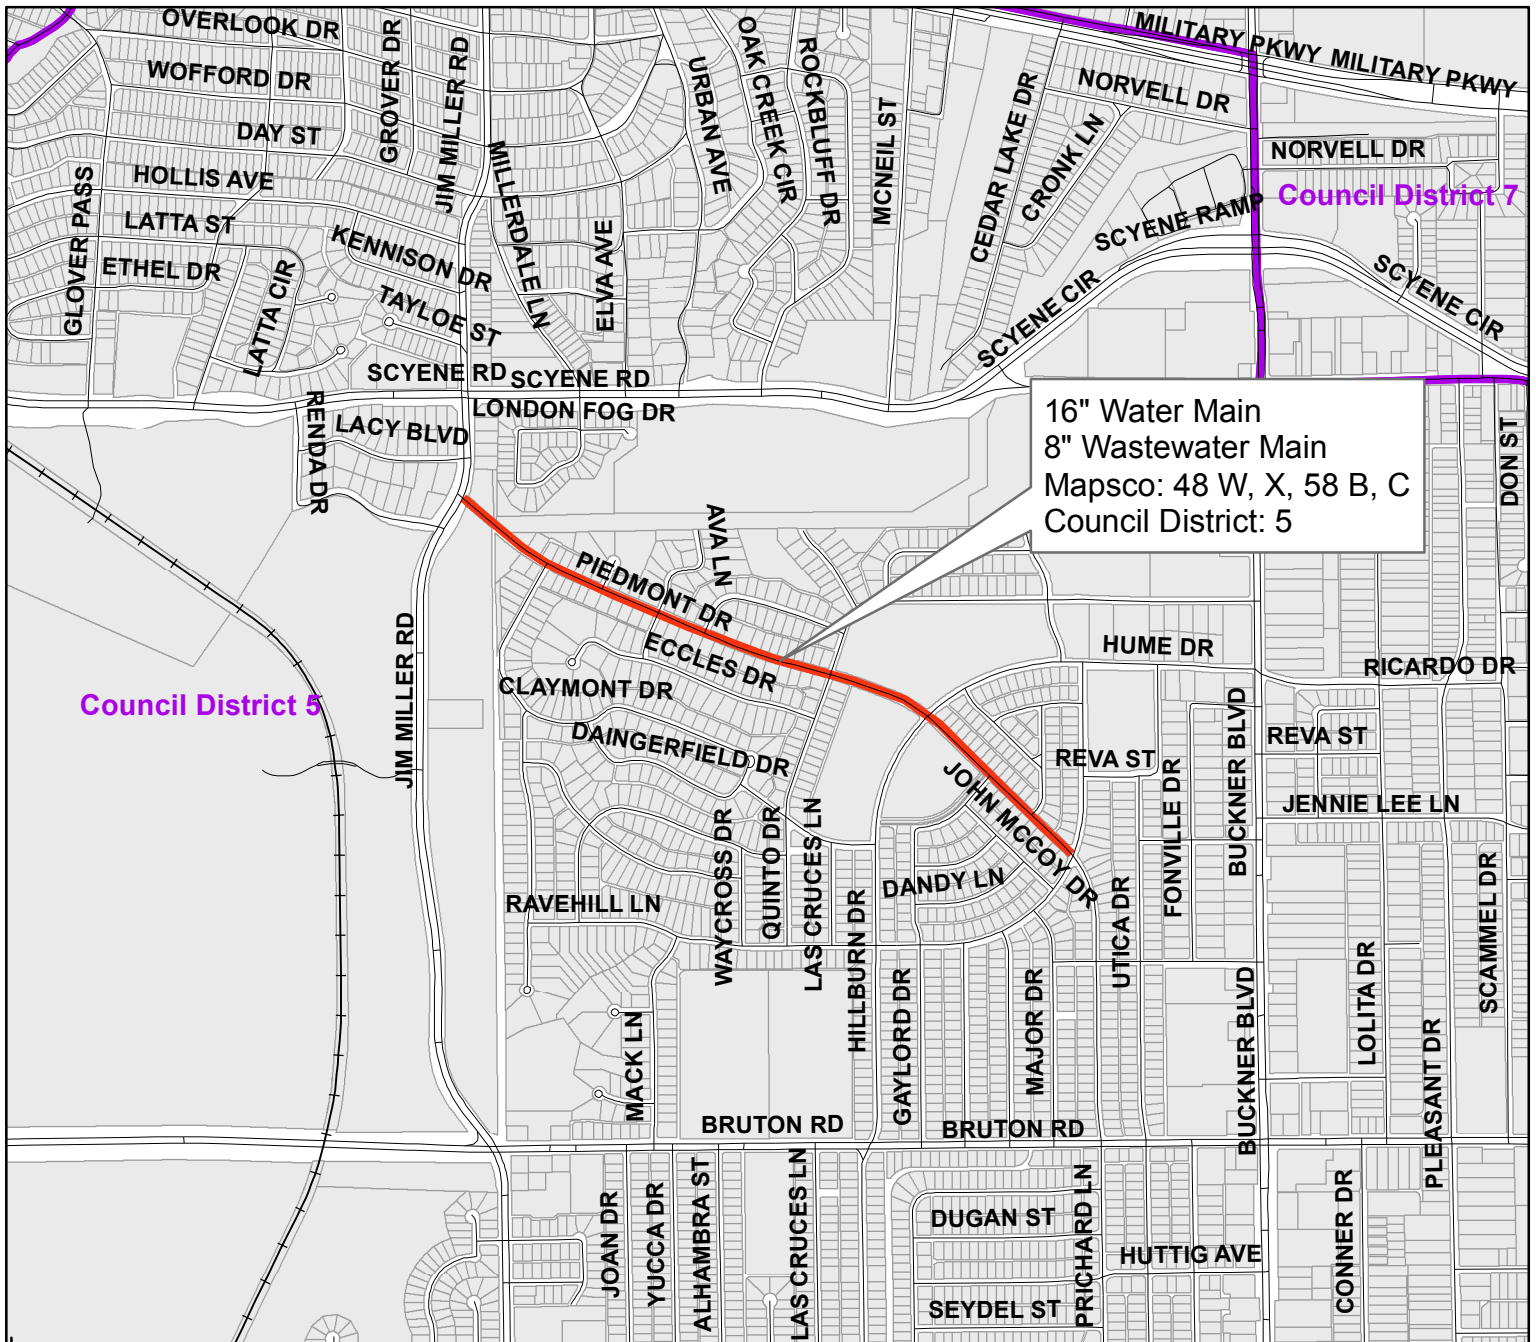 OVERLOOK DR
WOFFORD DR
DAY ST
HOLLIS AVE
LATTA ST
ETHEL DR
GLOVER PASS
LATTA CIR
GROVER DR
JIM MILLER RD
KENNISON DR
TAYLOE ST
MILLERDALE LN
ELVA AVE
URBAN AVE
OAK CREEK CIR
ROCKBLUFF DR
MCNEIL ST
CEDAR LAKE DR
CRONK LN
NORVELL DR
MILITARY PKWY
MILITARY PKWY
NORVELL DR
Council District 7
SCYENE RAMP
SCYENE CIR
SCYENE CIR
SCYENE RD
SCYENE RD
LONDON FOG DR
LACY BLVD
RENDA DR
16" Water Main
8" Wastewater Main
Mapsco: 48 W, X, 58 B, C
Council District: 5
DON ST
AVA LN
PIEDMONT DR
ECCLES DR
CLAYMONT DR
DAINGERFIELD DR
JIM MILLER RD
Council District 5
HUME DR
RICARDO DR
REVA ST
REVA ST
BUCKNER BLVD
JENNIE LEE LN
JOHN MCCOY DR
FONVILLE DR
UTICA DR
DANDY LN
WAYCROSS DR
QUINTO DR
LAS CRUCES LN
HILLBURN DR
RAVEHILL LN
GAYLORD DR
MAJOR DR
MACK LN
BUCKNER BLVD
LOLITA DR
PLEASANT DR
SCAMMEL DR
BRUTON RD
BRUTON RD
JOAN DR
YUCCA DR
ALHAMBRA ST
LAS CRUCES LN
DUGAN ST
PRICHARD LN
HUTTIG AVE
SEYDEL ST
CONNER DR